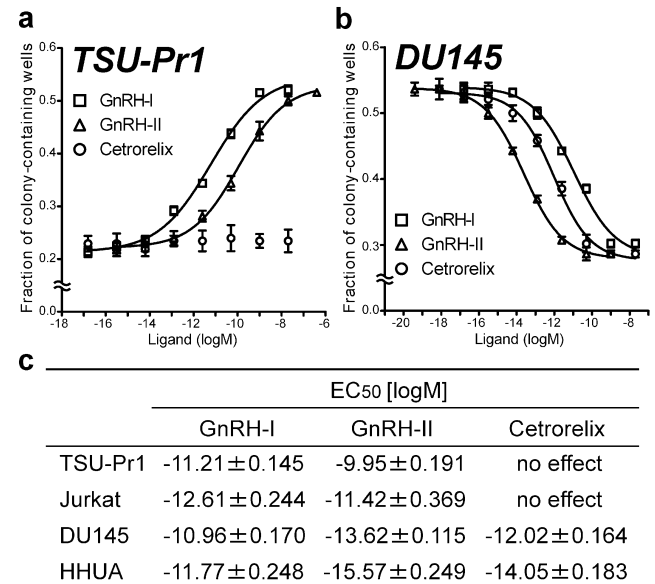 a
TSU-Pr1
GnRH-I
GnRH-II
Cetrorelix
Fraction of colony-containing wells
0.6
0.5
0.4
0.3
0.2
0.0
-18 -16 -14 -12 -10 -8 -6
Ligand (logM)
b
DU145
GnRH-I
GnRH-II
Cetrorelix
Fraction of colony-containing wells
0.6
0.5
0.4
0.3
0.0
-20 -18 -16 -14 -12 -10 -8
Ligand (logM)
c
EC50 [logM]
GnRH-I GnRH-II Cetrorelix
TSU-Pr1 -11.21±0.145 -9.95±0.191 no effect
Jurkat -12.61±0.244 -11.42±0.369 no effect
DU145 -10.96±0.170 -13.62±0.115 -12.02±0.164
HHUA -11.77±0.248 -15.57±0.249 -14.05±0.183